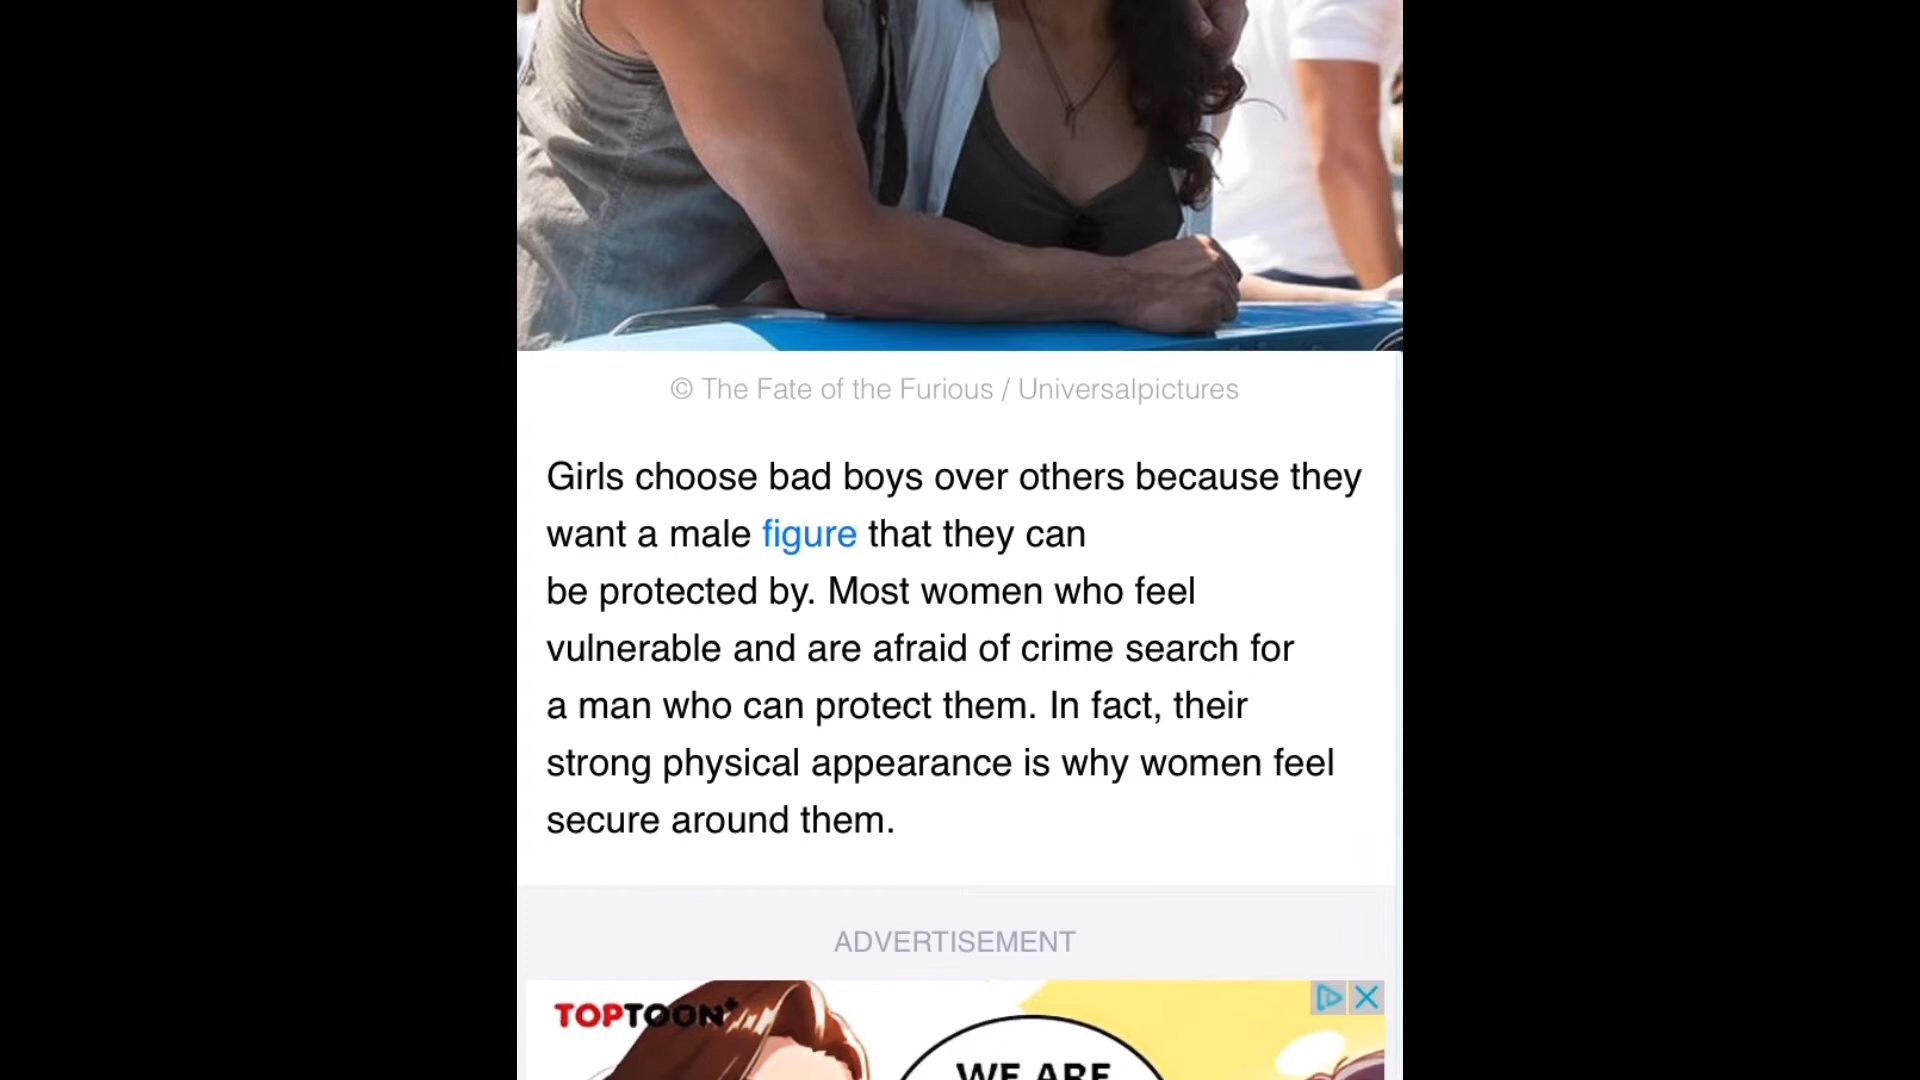 © The Fate of the Furious / Universalpictures
Girls choose bad boys over others because they
want a male figure that they can
be protected by. Most women who feel
vulnerable and are afraid of crime search for
a man who can protect them. In fact, their
strong physical appearance is why women feel
secure around them.
ADVERTISEMENT
TOPTOON+
WE ARE